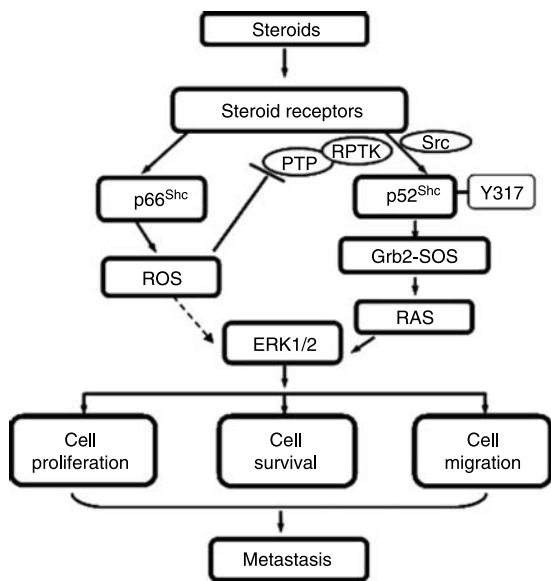 Steroids
Steroid receptors
Src
RPTK
PTP
p66Shc
p52Shc
Y317
Grb2-SOS
ROS
RAS
ERK1/2
Cell
proliferation
Cell
survival
Cell
migration
Metastasis